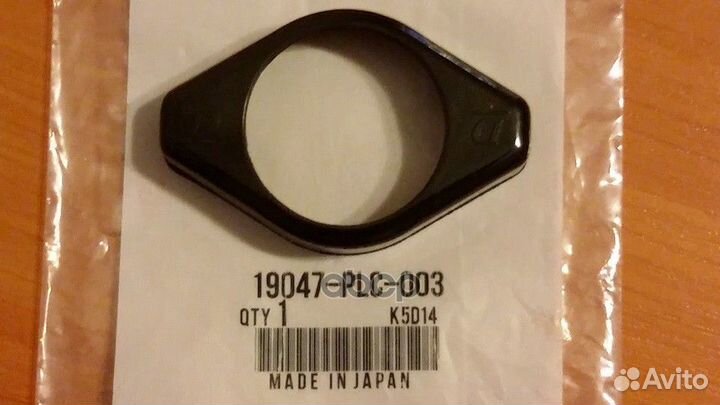 19047-PLC-003
QTY 1 K5D14
MADE IN JAPAN
Avito